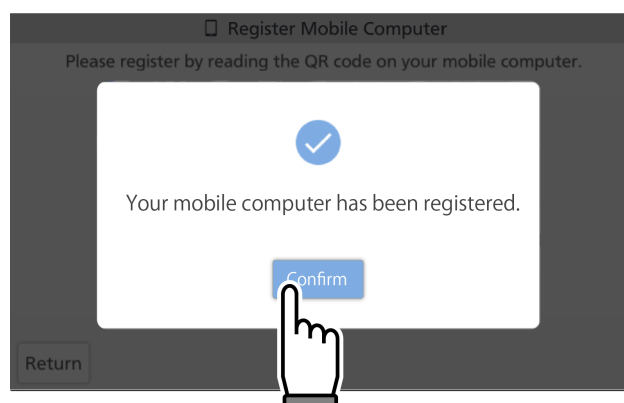 Register Mobile Computer
Please register by reading the QR code on your mobile computer.
Your mobile computer has been registered.
Confirm
Return